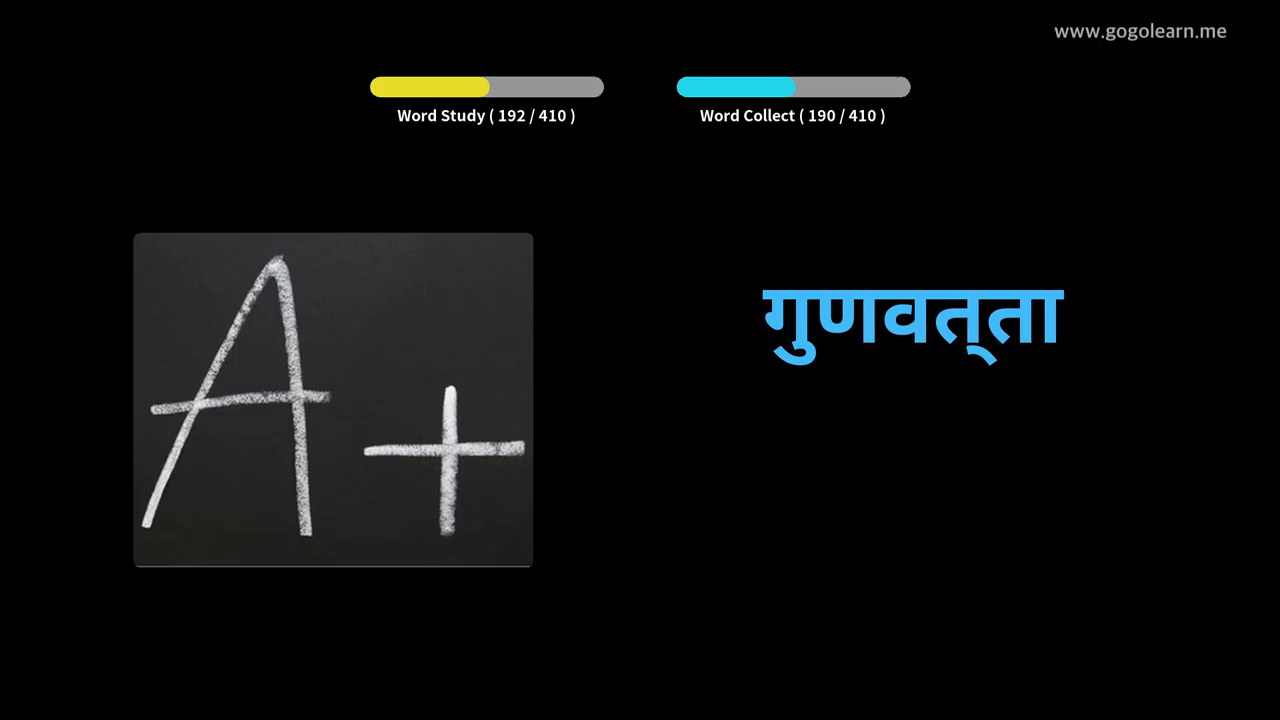 www.gogolearn.me
Word Study ( 192 / 410 )
Word Collect ( 190 / 410 )
A+
गुणवत्‌ता